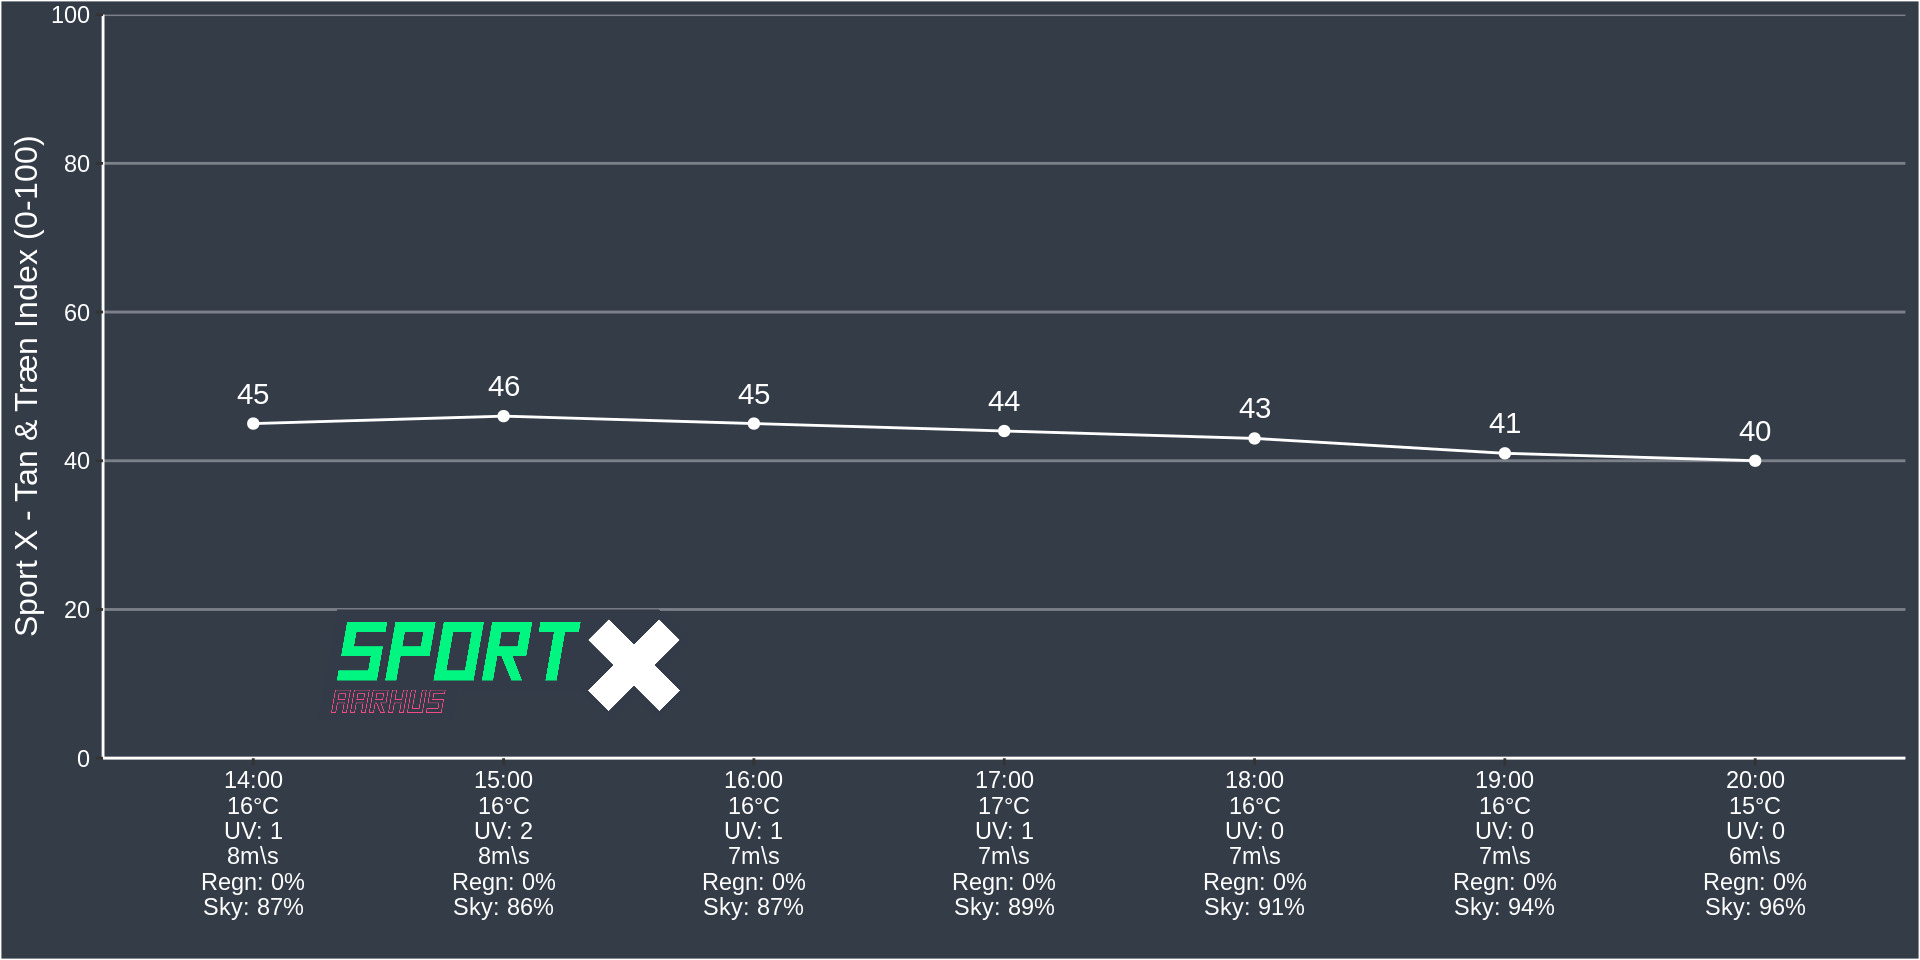 Sport X - Tan & Træn Index (0-100)
100
80
60
40
20
0
45
46
45
44
43
41
40
SPORT X
AARHUS
14:00 15:00 16:00 17:00 18:00 19:00 20:00
16°C 16°C 16°C 17°C 16°C 16°C 15°C
UV: 1 UV: 2 UV: 1 UV: 1 UV: 0 UV: 0 UV: 0
8m\s 8m\s 7m\s 7m\s 7m\s 7m\s 6m\s
Regn: 0% Regn: 0% Regn: 0% Regn: 0% Regn: 0% Regn: 0% Regn: 0%
Sky: 87% Sky: 86% Sky: 87% Sky: 89% Sky: 91% Sky: 94% Sky: 96%